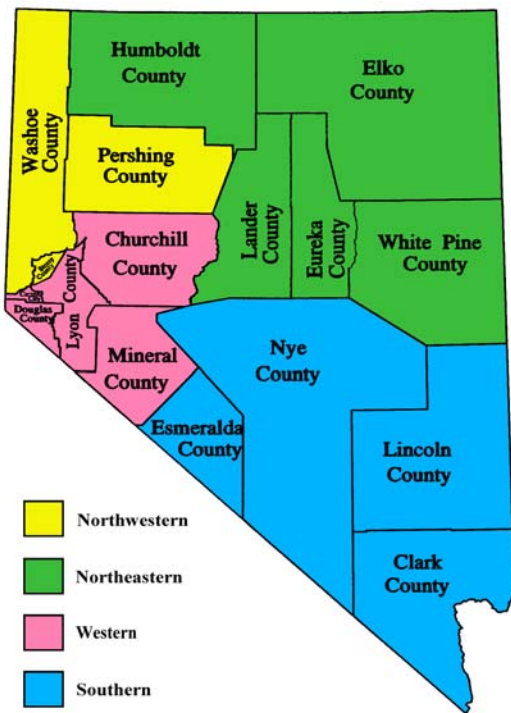 Humboldt
County
Elko
County
Washoe
County
Pershing
County
Lander
County
Eureka
County
White Pine
County
Churchill
County
Lyon
County
Douglas
County
Mineral
County
Nye
County
Esmeralda
County
Lincoln
County
Clark
County
Northwestern
Northeastern
Western
Southern